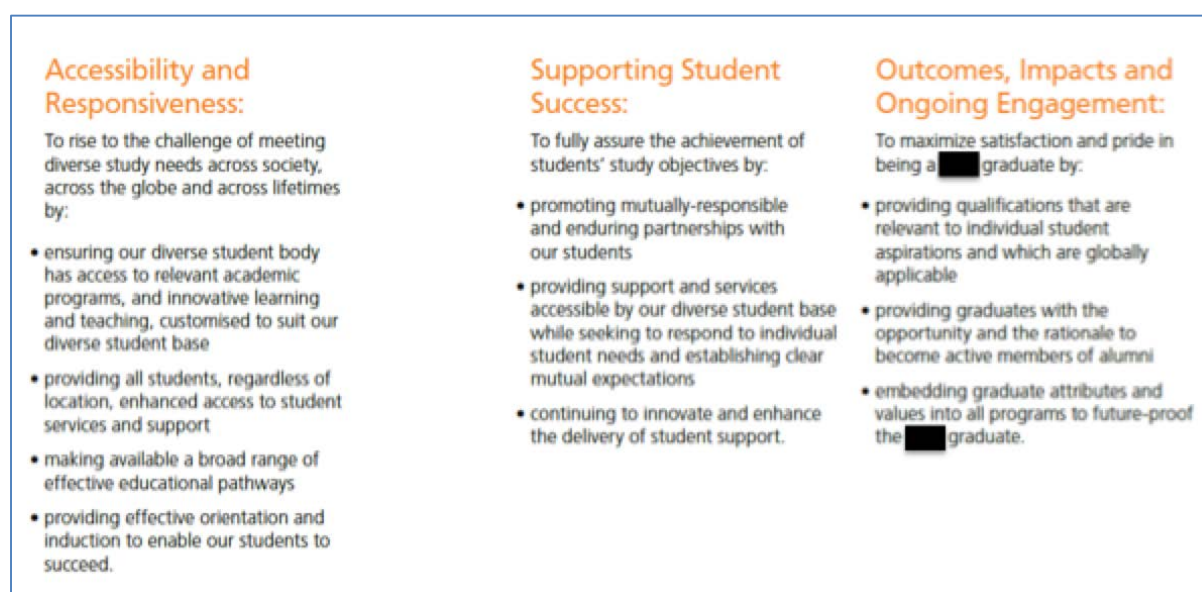 Accessibility and
Responsiveness:
To rise to the challenge of meeting
diverse study needs across society,
across the globe and across lifetimes
by:
• ensuring our diverse student body
has access to relevant academic
programs, and innovative learning
and teaching, customised to suit our
diverse student base
• providing all students, regardless of
location, enhanced access to student
services and support
• making available a broad range of
effective educational pathways
• providing effective orientation and
induction to enable our students to
succeed.
Supporting Student
Success:
To fully assure the achievement of
students' study objectives by:
• promoting mutually-responsible
and enduring partnerships with
our students
• providing support and services
accessible by our diverse student base
while seeking to respond to individual
student needs and establishing clear
mutual expectations
• continuing to innovate and enhance
the delivery of student support.
Outcomes, Impacts and
Ongoing Engagement:
To maximize satisfaction and pride in
being a graduate by:
• providing qualifications that are
relevant to individual student
aspirations and which are globally
applicable
• providing graduates with the
opportunity and the rationale to
become active members of alumni
• embedding graduate attributes and
values into all programs to future-proof
the graduate.